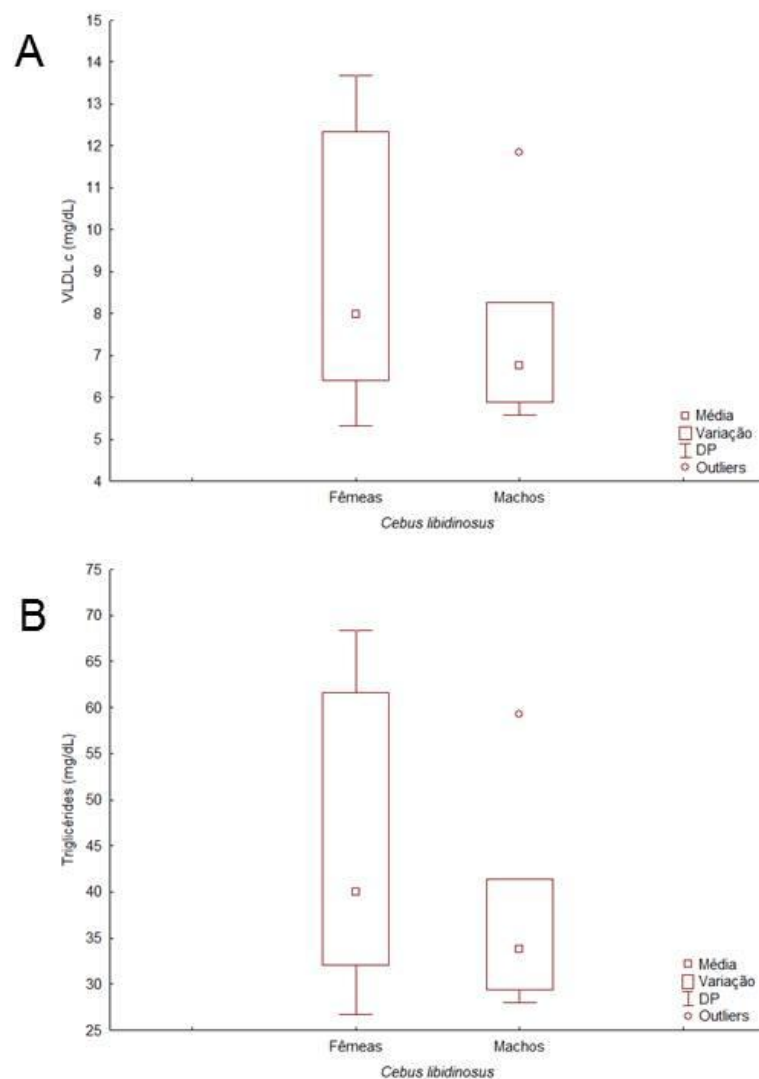 A
15
14
13
12
11
10
9
8
7
6
5
4
VLDL c (mg/dL)
Fêmeas Machos
Cebus libidinosus
Média
Variação
DP
Outliers
B
75
70
65
60
55
50
45
40
35
30
25
Triglicérides (mg/dL)
Fêmeas Machos
Cebus libidinosus
Média
Variação
DP
Outliers